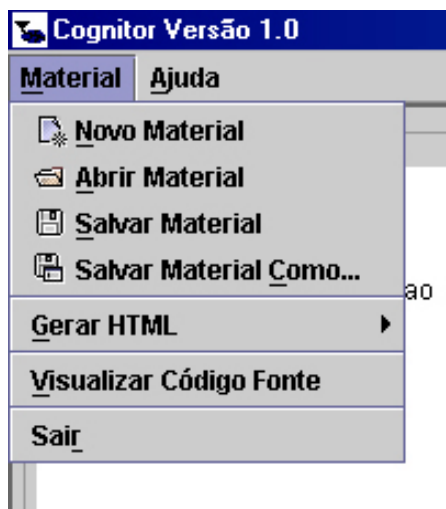 Cognitor Versão 1.0
Material Ajuda
Novo Material
Abrir Material
Salvar Material
Salvar Material Como...
ao
Gerar HTML
Visualizar Código Fonte
Sair